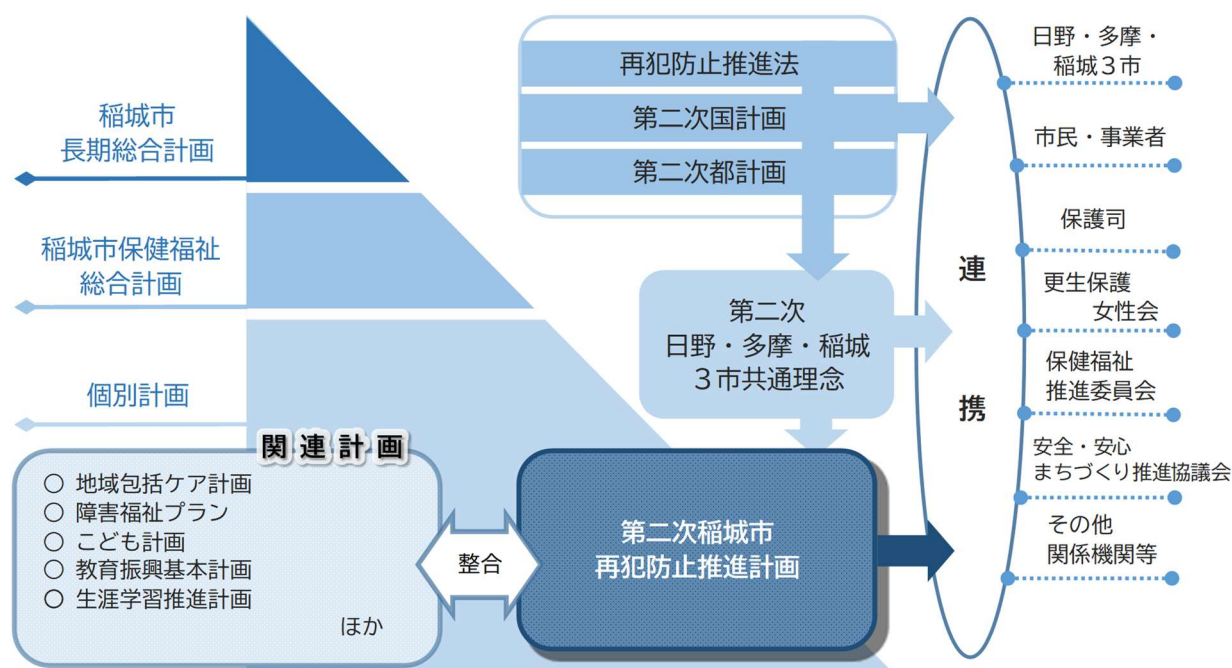 稲城市
長期総合計画
稲城市保健福祉
総合計画
個別計画
関連計画
○ 地域包括ケア計画
○ 障害福祉プラン
○ こども計画
○ 教育振興基本計画
○ 生涯学習推進計画
ほか
整合
再犯防止推進法
第二次国計画
第二次都計画
第二次
日野・多摩・稲城
３市共通理念
第二次稲城市
再犯防止推進計画
連
携
日野・多摩・
稲城３市
市民・事業者
保護司
更生保護
女性会
保健福祉
推進委員会
安全・安心
まちづくり推進協議会
その他
関係機関等